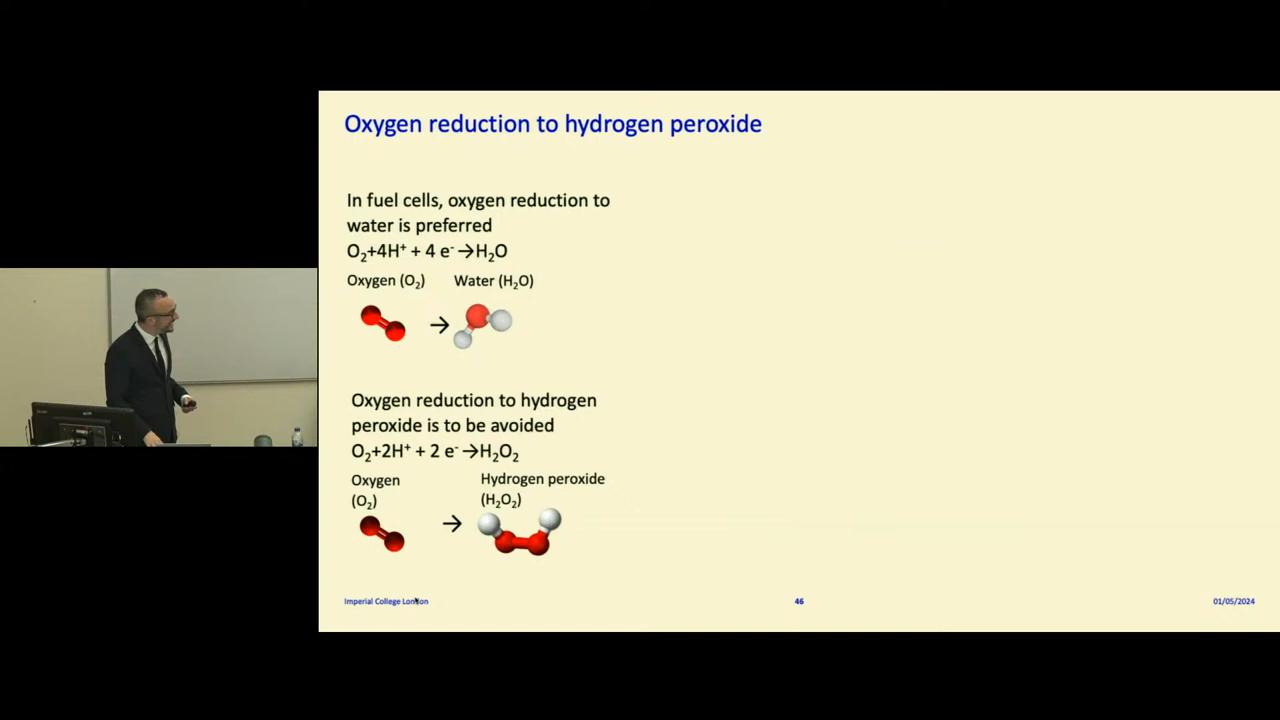 Oxygen reduction to hydrogen peroxide
In fuel cells, oxygen reduction to
water is preferred
O₂+4H⁺ + 4 e⁻ →H₂O
Oxygen (O₂) Water (H₂O)
→
Oxygen reduction to hydrogen
peroxide is to be avoided
O₂+2H⁺ + 2 e⁻ →H₂O₂
Oxygen
(O₂)
Hydrogen peroxide
(H₂O₂)
→
Imperial College London
46
01/05/2024